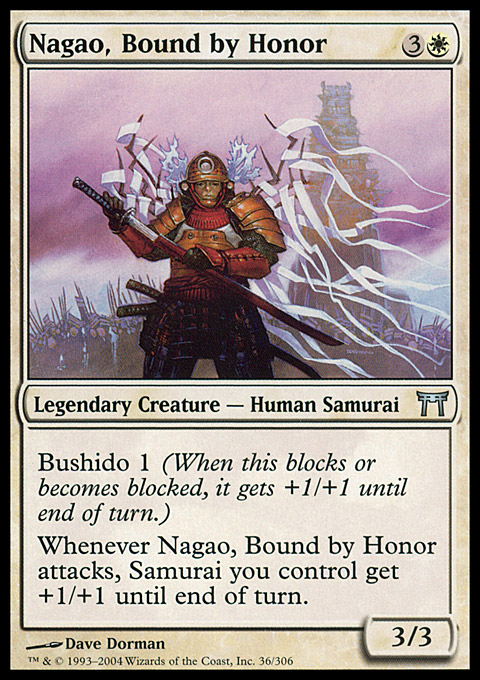 Nagao, Bound by Honor 3
Legendary Creature — Human Samurai
Bushido 1 (When this blocks or
becomes blocked, it gets +1/+1 until
end of turn.)
Whenever Nagao, Bound by Honor
attacks, Samurai you control get
+1/+1 until end of turn.
Dave Dorman
3/3
™ & © 1993–2004 Wizards of the Coast, Inc. 36/306